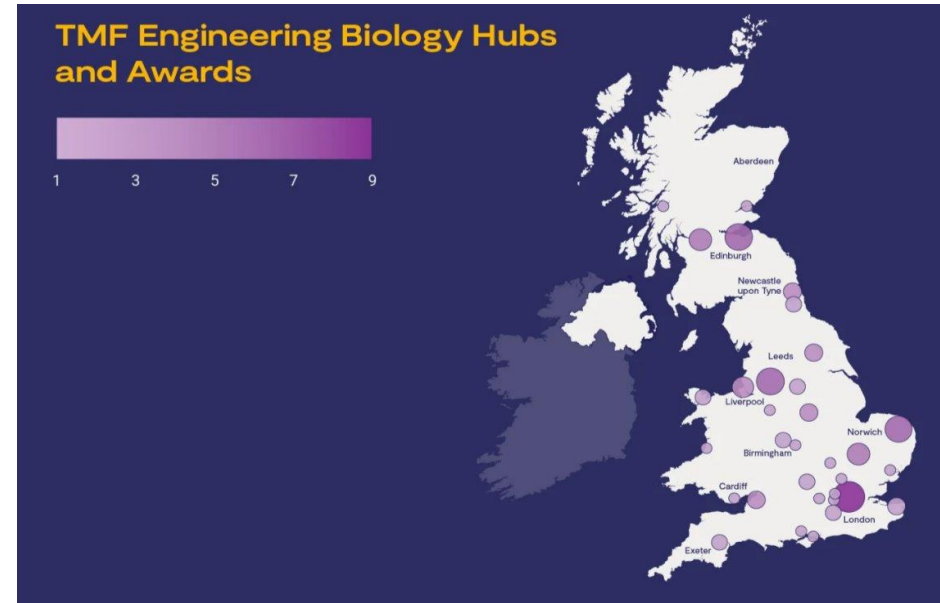 TMF Engineering Biology Hubs
and Awards
1 3 5 7 9
Aberdeen
Edinburgh
Newcastle
upon Tyne
Leeds
Liverpool
Norwich
Birmingham
Cardiff
London
Exeter